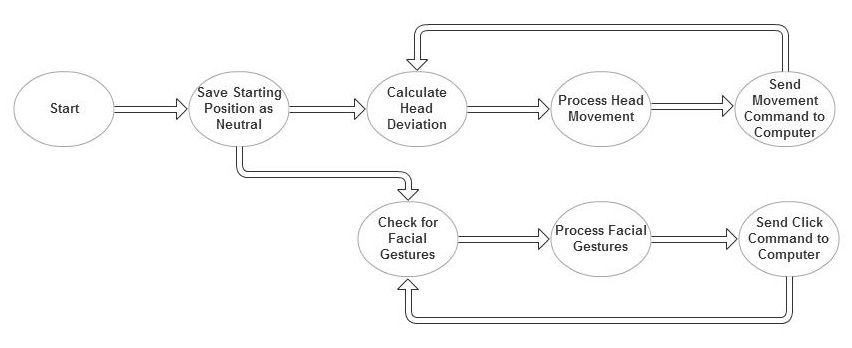 Start
Save Starting
Position as
Neutral
Calculate
Head
Deviation
Process Head
Movement
Send
Movement
Command to
Computer
Check for
Facial
Gestures
Process Facial
Gestures
Send Click
Command to
Computer